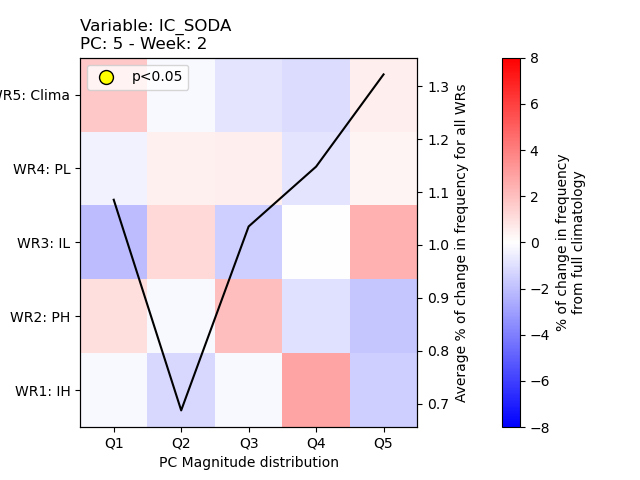 Variable: IC_SODA
PC: 5 - Week: 2
p<0.05
WR5: Clima
WR4: PL
WR3: IL
WR2: PH
WR1: IH
Q1 Q2 Q3 Q4 Q5
PC Magnitude distribution
1.3
1.2
1.1
1.0
0.9
0.8
0.7
Average % of change in frequency for all WRs
8
6
4
2
0
−2
−4
−6
−8
% of change in frequency
from full climatology